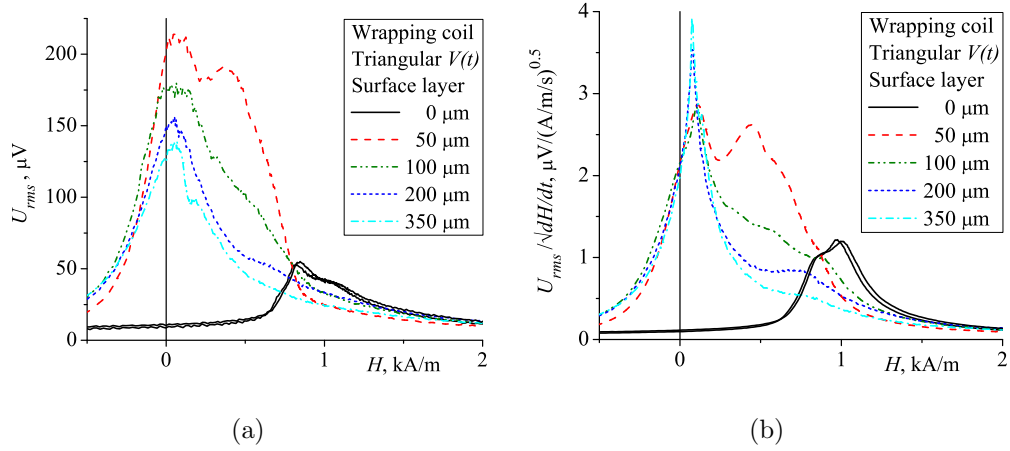 Wrapping coil
Triangular V(t)
Surface layer
0 μm
50 μm
100 μm
200 μm
350 μm
U_rms, μV
0
50
100
150
200
0
1
2
H, kA/m
(a)
Wrapping coil
Triangular V(t)
Surface layer
0 μm
50 μm
100 μm
200 μm
350 μm
U_rms /√dH/dt, μV/(A/m/s)^0.5
0
1
2
3
4
0
1
2
H, kA/m
(b)